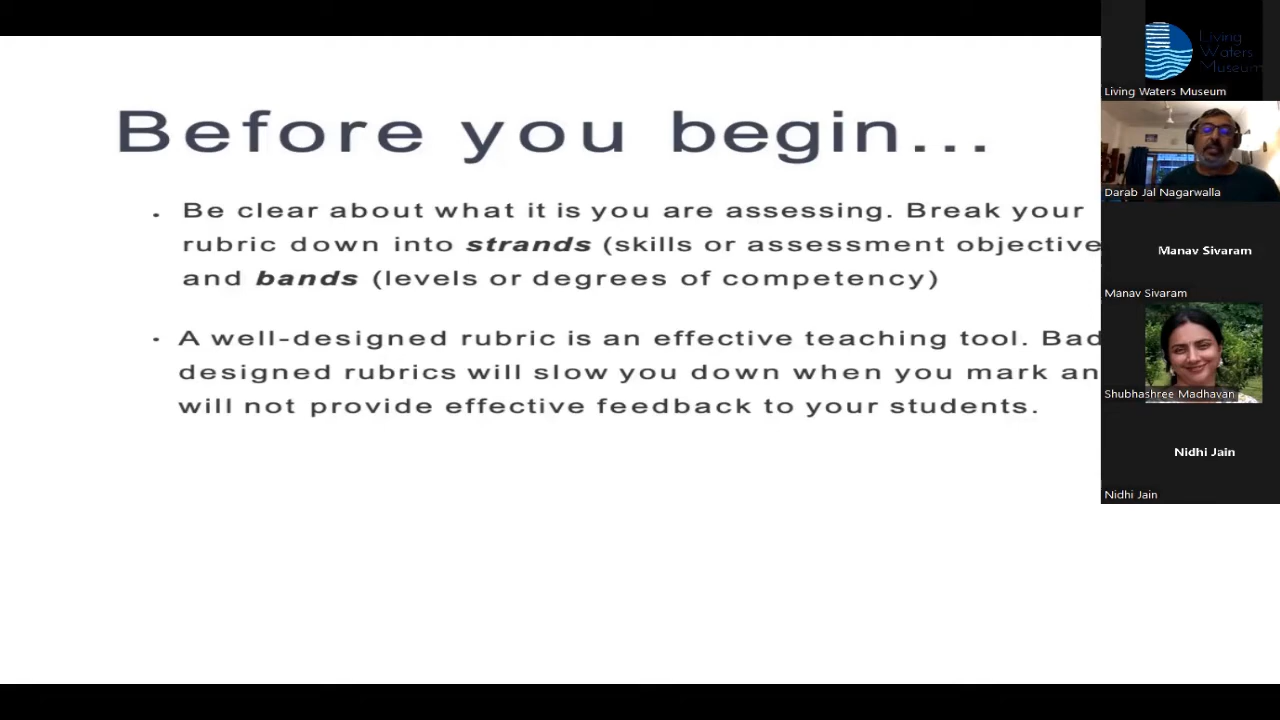 Before you begin...
• Be clear about what it is you are assessing. Break your
rubric down into strands (skills or assessment objective
and bands (levels or degrees of competency)
• A well-designed rubric is an effective teaching tool. Bad
designed rubrics will slow you down when you mark an
will not provide effective feedback to your students.
Living
Waters
Museum
Living Waters Museum
Darab Jal Nagarwalla
Manav Sivaram
Manav Sivaram
Shubhashree Madhavan
Nidhi Jain
Nidhi Jain